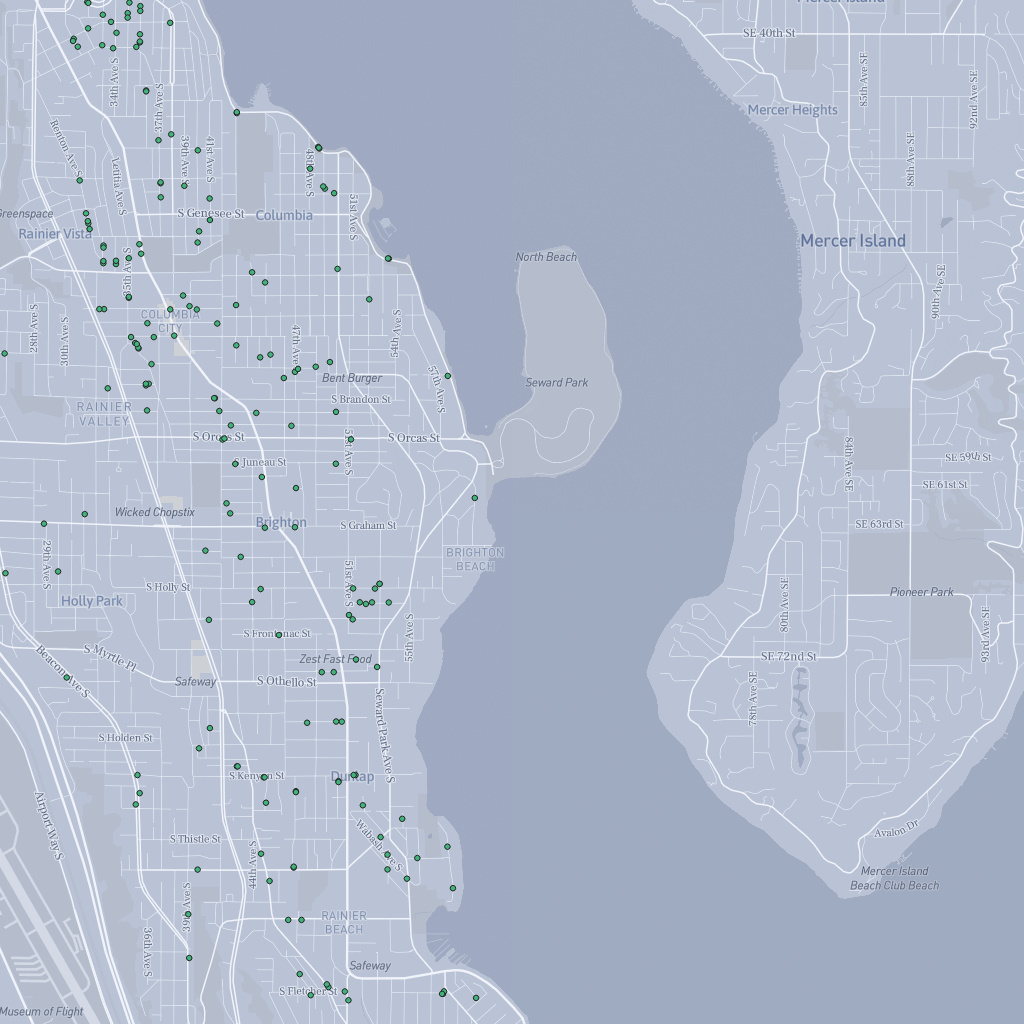 Mercer Island
SE 40th St
34th Ave S
37th Ave S
85th Ave SE
92nd Ave SE
Mercer Heights
Renton Ave S
Letitia Ave S
39th Ave S
41st Ave S
48th Ave S
51st Ave S
88th Ave SE
Greenspace
S Genesee St
Columbia
Rainier Vista
Mercer Island
North Beach
35th Ave S
90th Ave SE
28th Ave S
30th Ave S
COLUMBIA
CITY
47th Ave S
54th Ave S
Bent Burger
57th Ave S
Seward Park
S Brandon St
RAINIER
VALLEY
S Orcas St
S Orcas St
S Juneau St
51st Ave S
84th Ave SE
SE 59th St
SE 61st St
Wicked Chopstix
Brighton
S Graham St
SE 63rd St
BRIGHTON
BEACH
29th Ave S
S Holly St
51st Ave S
80th Ave SE
Pioneer Park
Holly Park
S Frontenac St
55th Ave S
93rd Ave SE
S Myrtle Pl
Zest Fast Food
SE 72nd St
Beacon Ave S
Safeway
S Othello St
78th Ave SE
Seward Park Ave S
S Holden St
S Kenyon St
Dunlap
Airport Way S
S Thistle St
Wabash Ave S
Avalon Dr
44th Ave S
Mercer Island
Beach Club Beach
39th Ave S
RAINIER
BEACH
36th Ave S
Safeway
S Fletcher St
Museum of Flight